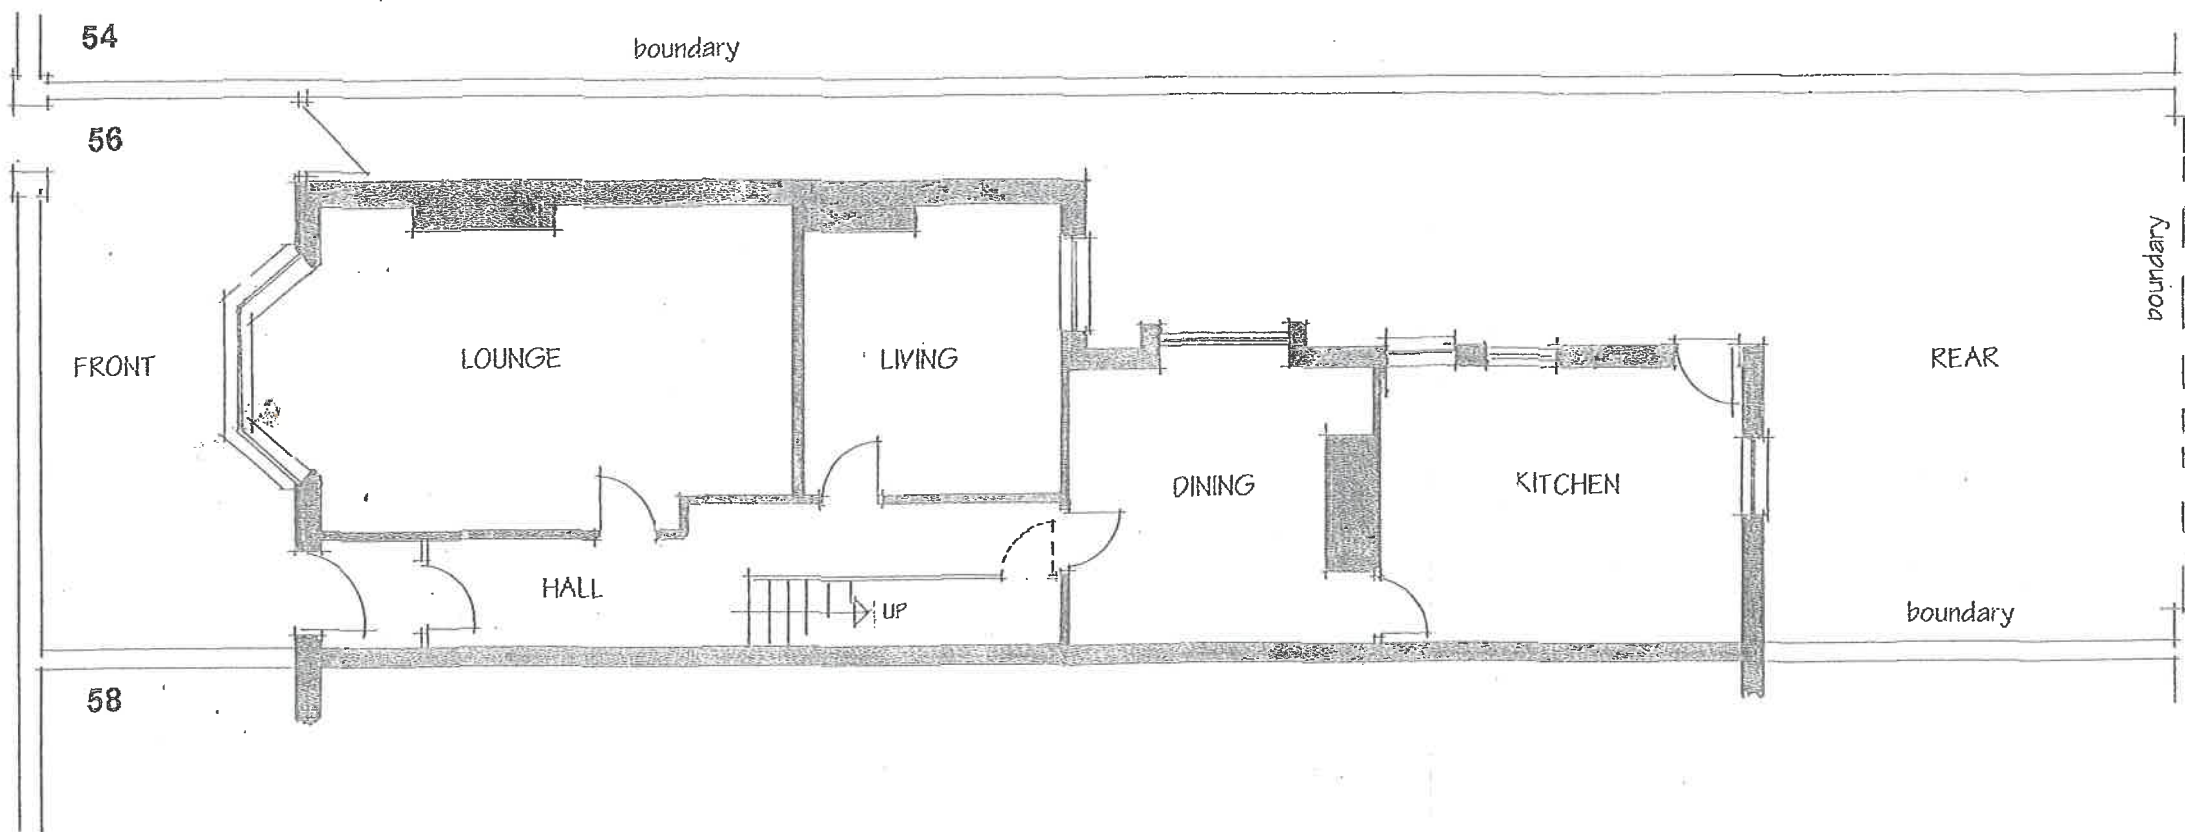 54
boundary
56
FRONT
LOUNGE
LIVING
DINING
KITCHEN
REAR
boundary
HALL
UP
boundary
58